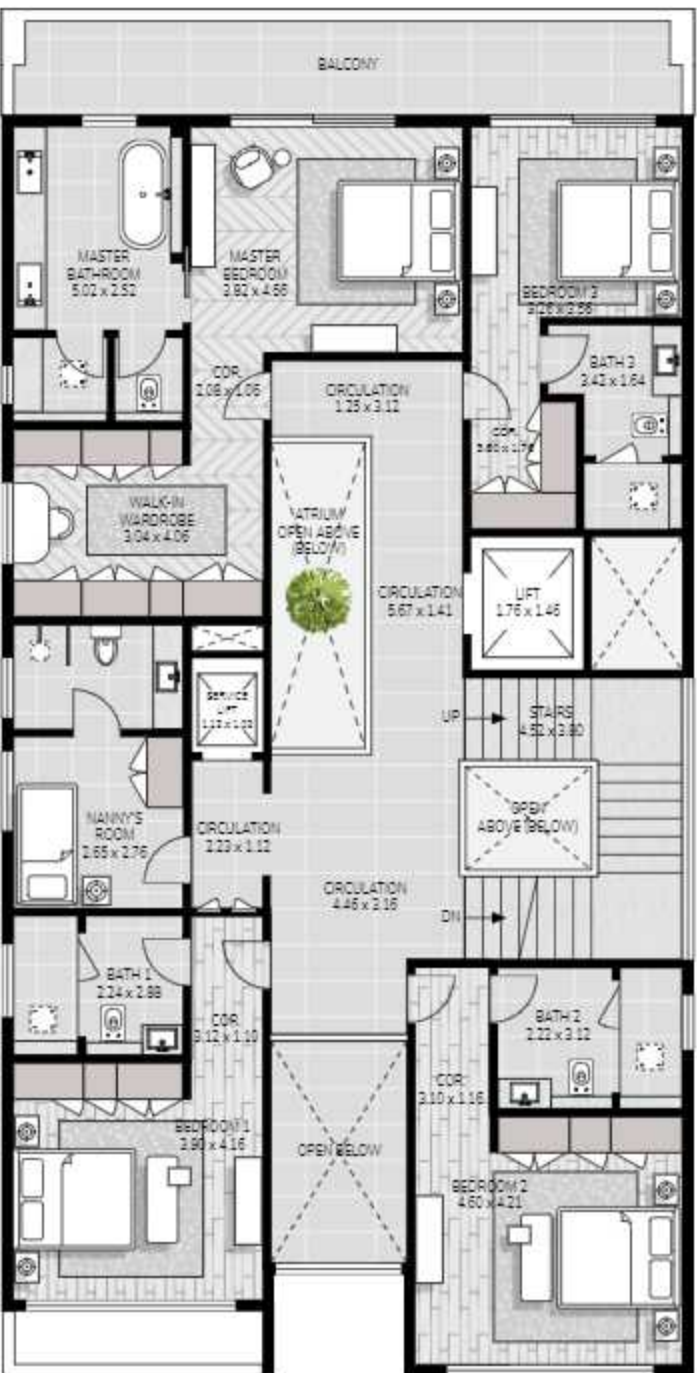 BALCONY
MASTER
BATHROOM
5.02 x 2.52
MASTER
BEDROOM
3.92 x 4.66
BEDROOM 3
3.26 x 3.56
BATH 3
3.42 x 1.64
COR.
2.08 x 1.06
CIRCULATION
1.25 x 3.12
COR.
WALK-IN
WARDROBE
3.04 x 4.06
ATRIUM
OPEN ABOVE
(BELOW)
CIRCULATION
5.67 x 1.41
LIFT
1.76 x 1.46
SERVICE
LIFT
UP
STAIRS
4.52 x 3.80
OPEN
ABOVE (BELOW)
NANNY'S
ROOM
2.65 x 2.76
CIRCULATION
2.23 x 1.12
CIRCULATION
4.46 x 3.16
DN
BATH 1
2.24 x 2.88
COR.
3.12 x 1.10
BATH 2
2.22 x 3.12
COR.
3.10 x 1.16
BEDROOM 1
3.90 x 4.16
OPEN BELOW
BEDROOM 2
4.60 x 4.21